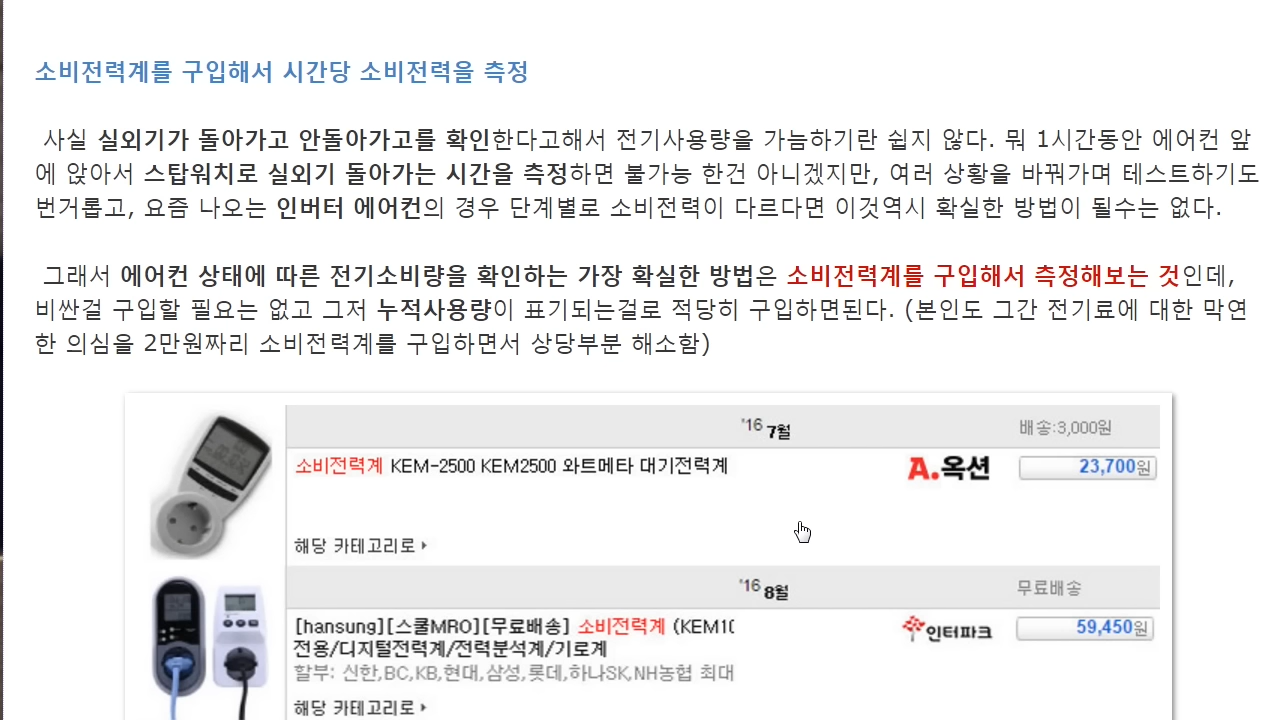 소비전력계를 구입해서 시간당 소비전력을 측정
사실 실외기가 돌아가고 안돌아가고를 확인한다고해서 전기사용량을 가늠하기란 쉽지 않다. 뭐 1시간동안 에어컨 앞
에 앉아서 스탑워치로 실외기 돌아가는 시간을 측정하면 불가능 한건 아니겠지만, 여러 상황을 바꿔가며 테스트하기도
번거롭고, 요즘 나오는 인버터 에어컨의 경우 단계별로 소비전력이 다르다면 이것역시 확실한 방법이 될수는 없다.
그래서 에어컨 상태에 따른 전기소비량을 확인하는 가장 확실한 방법은 소비전력계를 구입해서 측정해보는 것인데,
비싼걸 구입할 필요는 없고 그저 누적사용량이 표기되는걸로 적당히 구입하면된다. (본인도 그간 전기료에 대한 막연
한 의심을 2만원짜리 소비전력계를 구입하면서 상당부분 해소함)
'16 7월 배송:3,000원
소비전력계 KEM-2500 KEM2500 와트메타 대기전력계 A.옥션 23,700원
해당 카테고리로
'16 8월 무료배송
[hansung][스쿨MRO][무료배송] 소비전력계 (KEM10 인터파크 59,450원
전용/디지털전력계/전력분석계/기로계
할부: 신한,BC,KB,현대,삼성,롯데,하나SK,NH농협 최대
해당 카테고리로